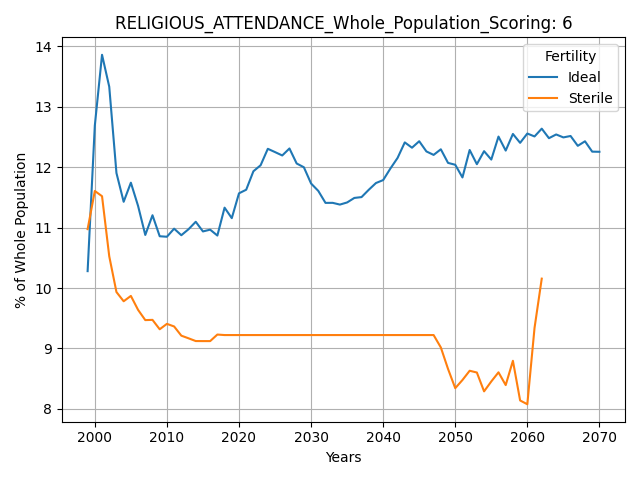 RELIGIOUS_ATTENDANCE_Whole_Population_Scoring: 6
Fertility
Ideal
Sterile
% of Whole Population
14
13
12
11
10
9
8
2000 2010 2020 2030 2040 2050 2060 2070
Years